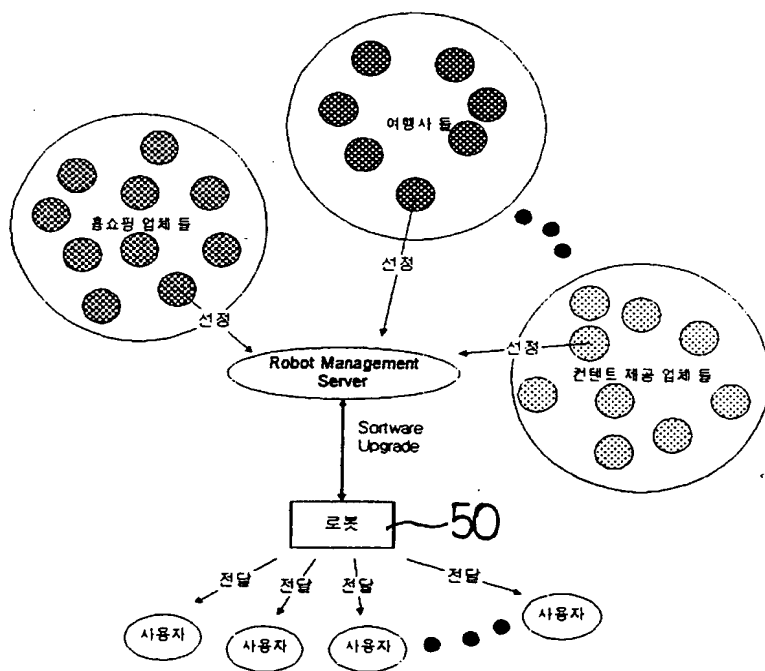 여행사 들
홈쇼핑 업체 들
선정
선정
선정
컨텐트 제공 업체 들
Robot Management
Server
Sortware
Upgrade
로봇
50
전달
전달
전달
전달
사용자
사용자
사용자
사용자